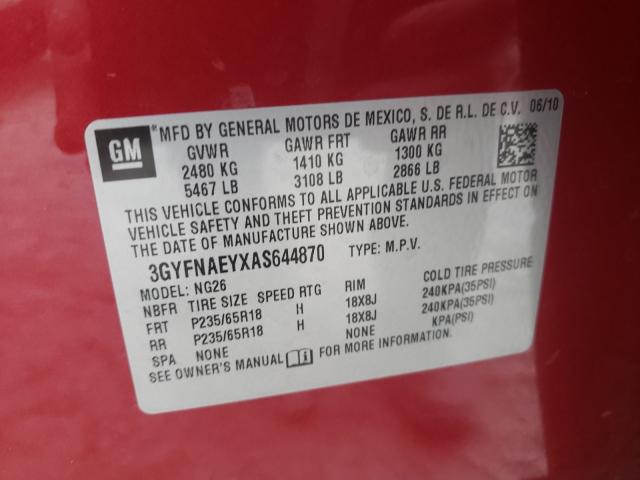 GM
*MFD BY GENERAL MOTORS DE MEXICO, S. DE R.L. DE C.V. 06/10
GVWR GAWR FRT GAWR RR
2480 KG 1410 KG 1300 KG
5467 LB 3108 LB 2866 LB
THIS VEHICLE CONFORMS TO ALL APPLICABLE U.S. FEDERAL MOTOR
VEHICLE SAFETY AND THEFT PREVENTION STANDARDS IN EFFECT ON
THE DATE OF MANUFACTURE SHOWN ABOVE.
3GYFNAEYXAS644870 TYPE: M.P.V.
MODEL: NG26
NBFR TIRE SIZE SPEED RTG RIM COLD TIRE PRESSURE
FRT P235/65R18 H 18X8J 240KPA(35PSI)
RR P235/65R18 H 18X8J 240KPA(35PSI)
SPA NONE NONE KPA(PSI)
SEE OWNER'S MANUAL FOR MORE INFORMATION.